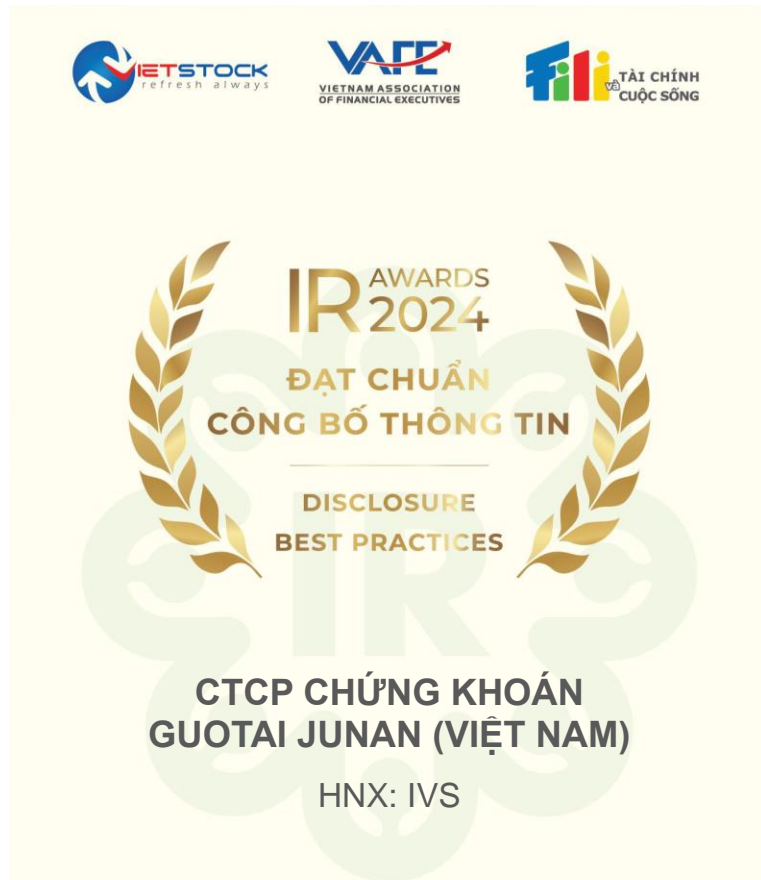 VIETSTOCK
refresh always
VAFE
VIETNAM ASSOCIATION
OF FINANCIAL EXECUTIVES
Fili
TÀI CHÍNH
và
CUỘC SỐNG
IR AWARDS
2024
ĐẠT CHUẨN
CÔNG BỐ THÔNG TIN
DISCLOSURE
BEST PRACTICES
IR
CTCP CHỨNG KHOÁN
GUOTAI JUNAN (VIỆT NAM)
HNX: IVS